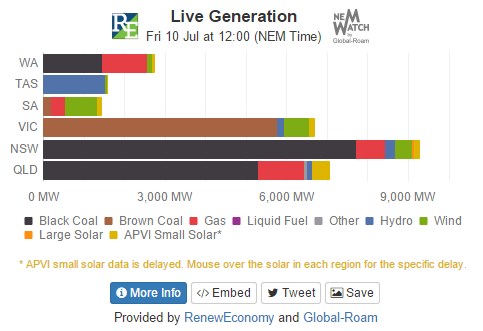 RE
Live Generation
Fri 10 Jul at 12:00 (NEM Time)
NEM
WATCH
by
Global-Roam
WA
TAS
SA
VIC
NSW
QLD
0 MW 3,000 MW 6,000 MW 9,000 MW
Black Coal Brown Coal Gas Liquid Fuel Other Hydro Wind
Large Solar APVI Small Solar*
* APVI small solar data is delayed. Mouse over the solar in each region for the specific delay.
More Info Embed Tweet Save
Provided by RenewEconomy and Global-Roam